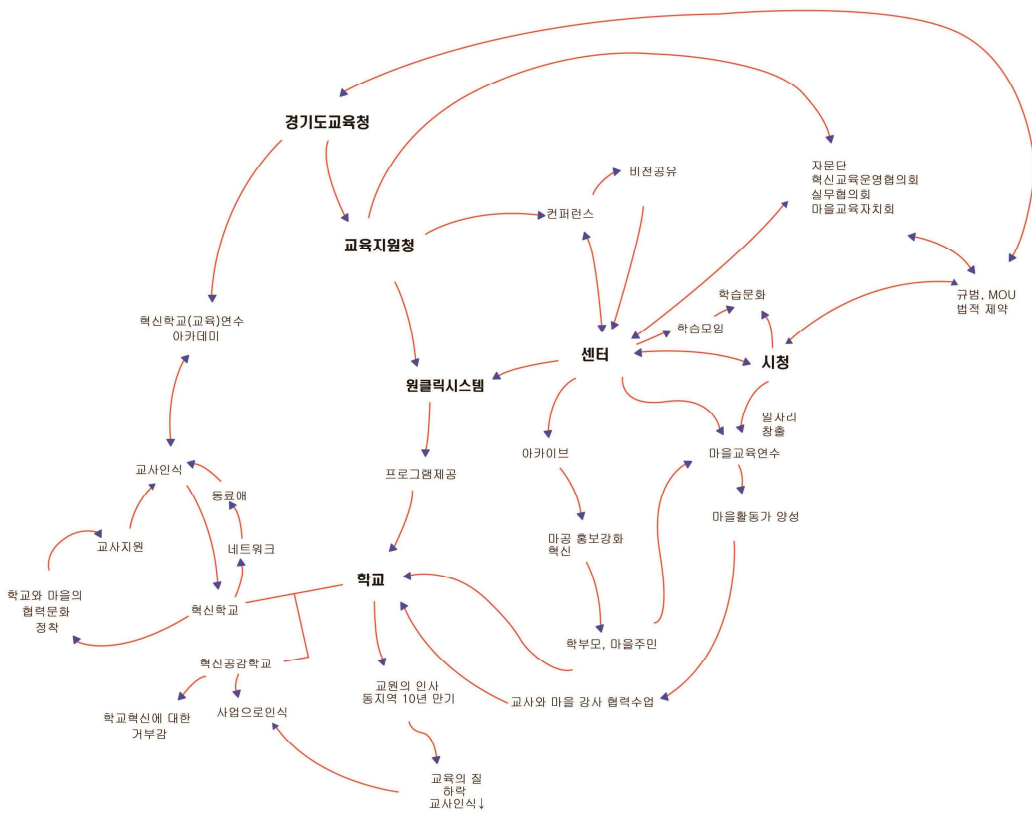 경기도교육청
자문단
혁신교육운영협의회
실무협의회
마을교육자치회
비전공유
컨퍼런스
교육지원청
학습문화
규범, MOU
법적 제약
혁신학교(교육)연수
아카데미
학습모임
센터
시청
원클릭시스템
일사리
창출
아카이브
마을교육연수
교사인식
프로그램제공
동료애
마을활동가 양성
마공 홍보강화
혁신
교사지원
네트워크
학교
학교와 마을의
협력문화
정착
혁신학교
학부모, 마을주민
혁신공감학교
교원의 인사
동지역 10년 만기
교사와 마을 강사 협력수업
학교혁신에 대한
거부감
사업으로인식
교육의 질
하락
교사인식↓